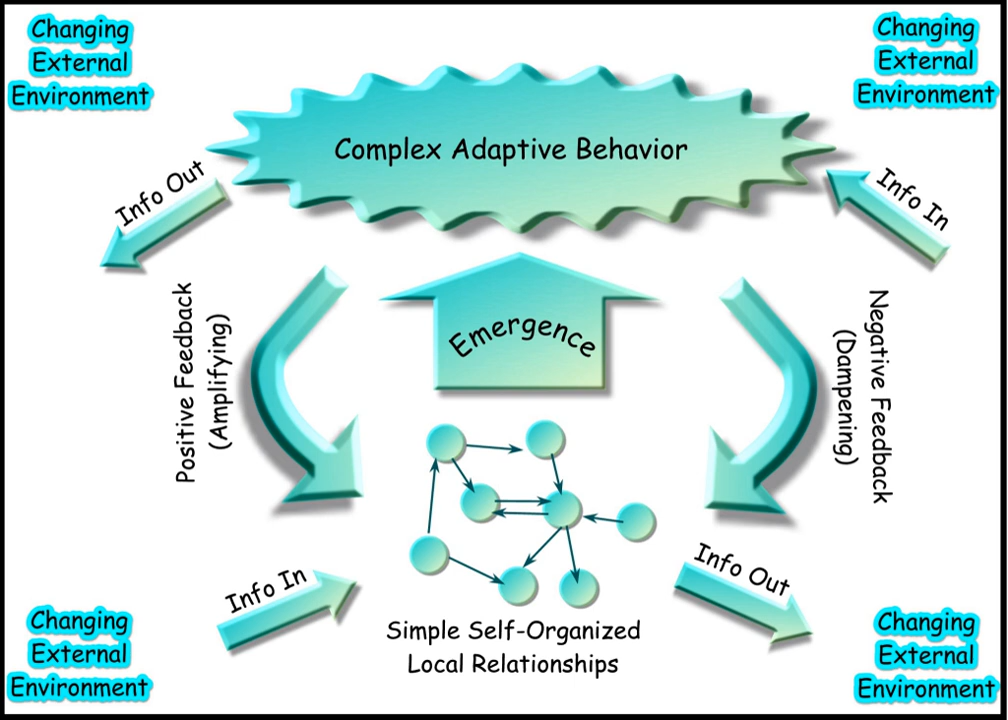 Changing
External
Environment
Changing
External
Environment
Complex Adaptive Behavior
Info Out
Info In
Positive Feedback
(Amplifying)
Emergence
Negative Feedback
(Dampening)
Info In
Info Out
Simple Self-Organized
Local Relationships
Changing
External
Environment
Changing
External
Environment